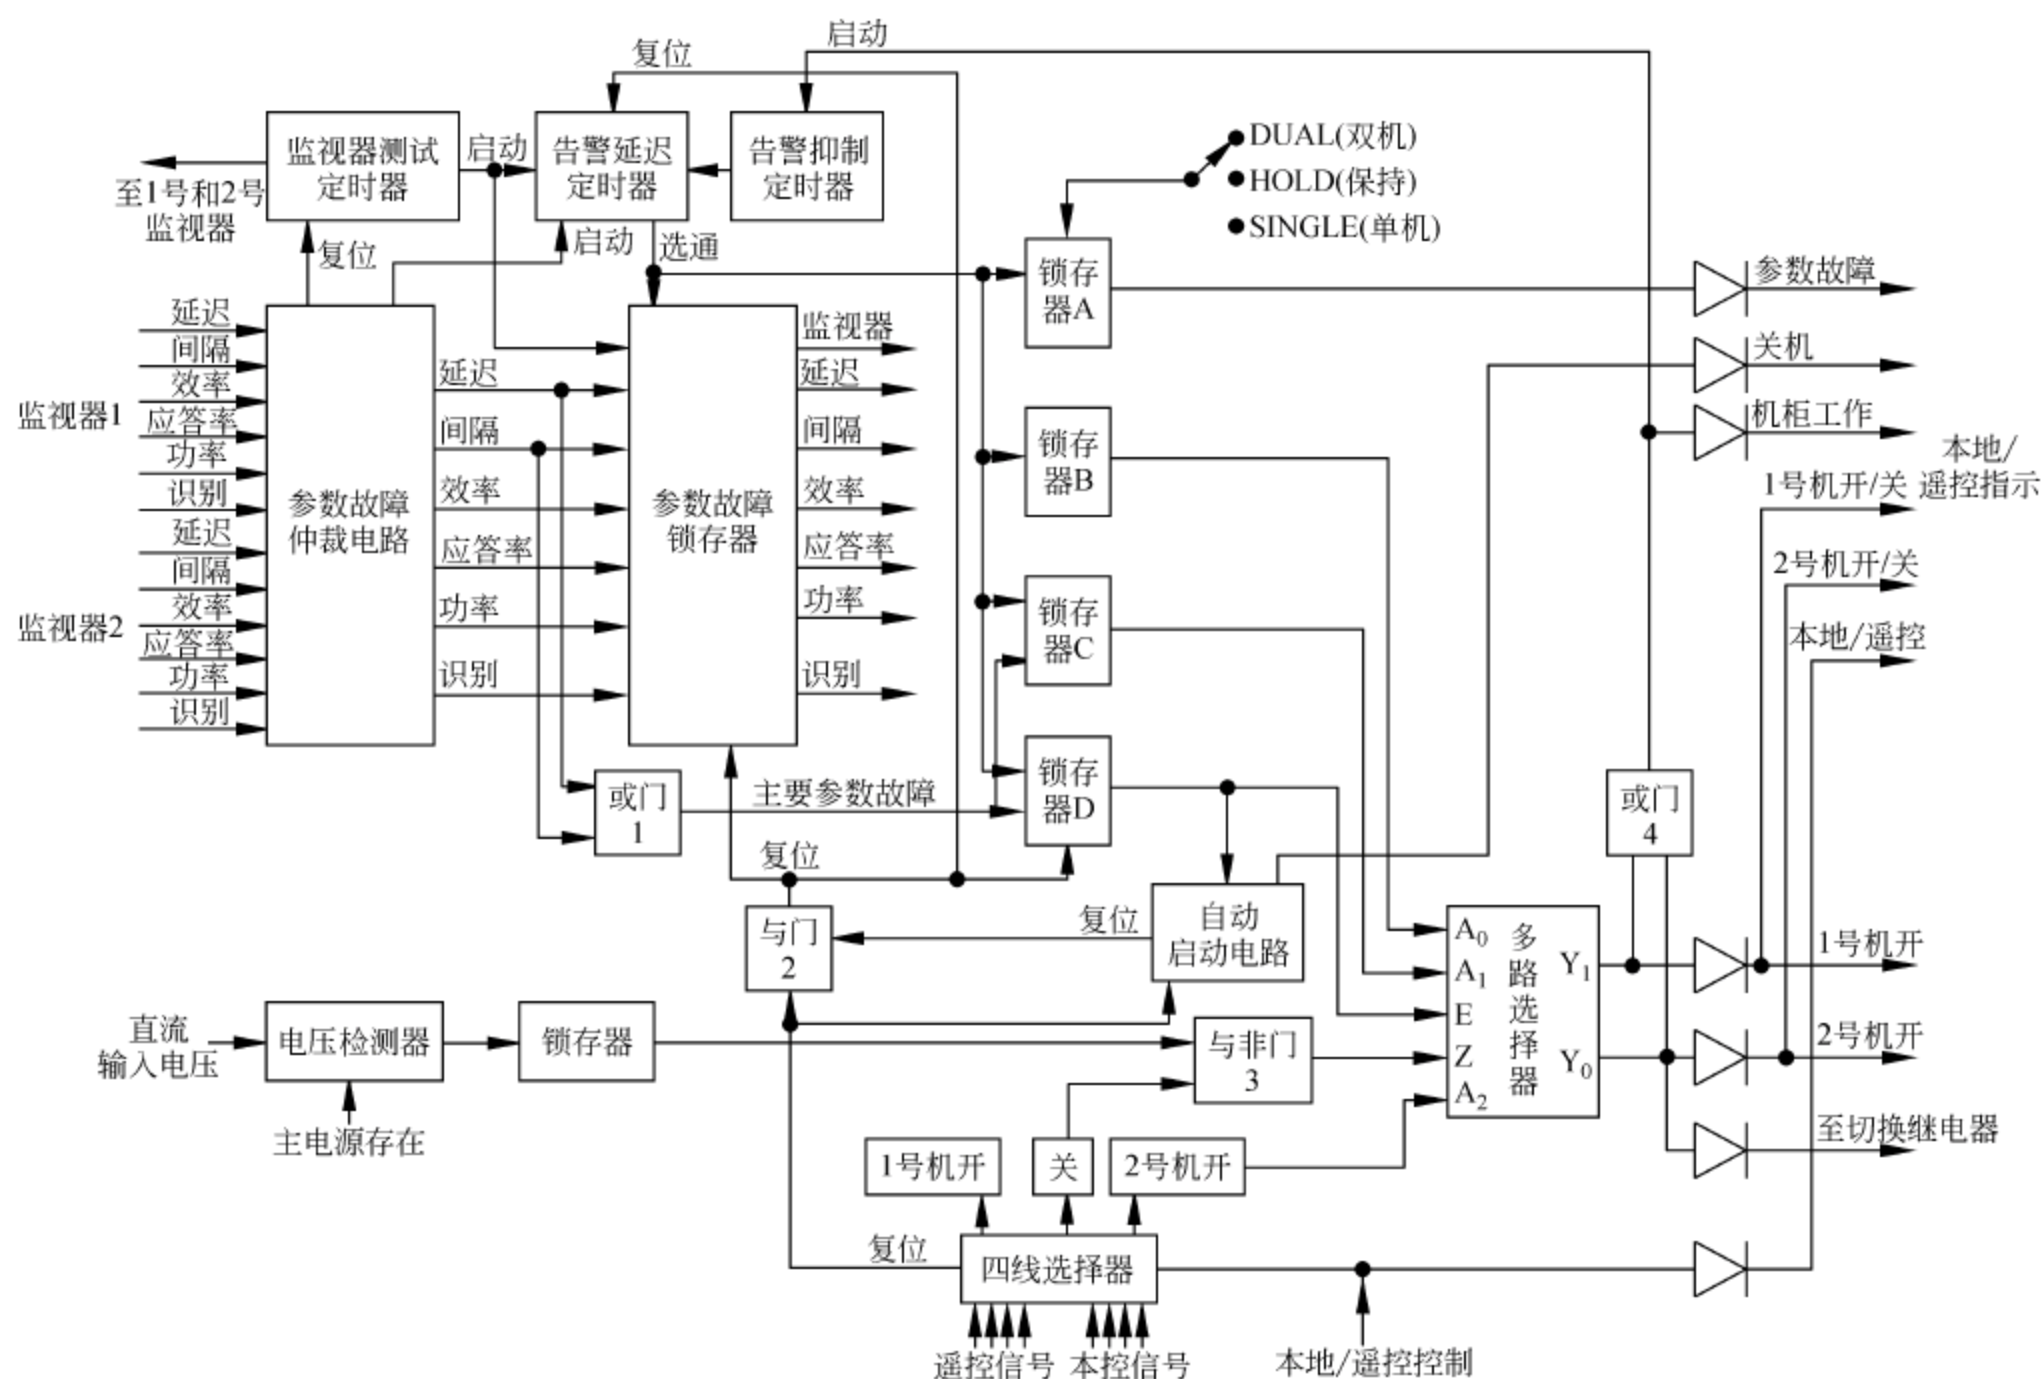 启动
复位
监视器测试
定时器
启动
告警延迟
定时器
告警抑制
定时器
DUAL(双机)
HOLD(保持)
SINGLE(单机)
至1号和2号
监视器
复位
启动
选通
锁存
器A
参数故障
延迟
间隔
效率
应答率
功率
识别
监视器1
延迟
间隔
效率
应答率
功率
识别
监视器2
参数故障
仲裁电路
延迟
间隔
效率
应答率
功率
识别
参数故障
锁存器
监视器
延迟
间隔
效率
应答率
功率
识别
关机
机柜工作
本地/
遥控指示
1号机开/关
2号机开/关
本地/遥控
锁存
器B
锁存
器C
锁存
器D
或门
1
主要参数故障
或门
4
复位
与门
2
复位
自动
启动电路
A0
A1
E
Z
A2
多
路
选
择
器
Y1
Y0
1号机开
2号机开
至切换继电器
直流
输入电压
电压检测器
锁存器
与非门
3
主电源存在
1号机开
关
2号机开
复位
四线选择器
遥控信号
本控信号
本地/遥控控制